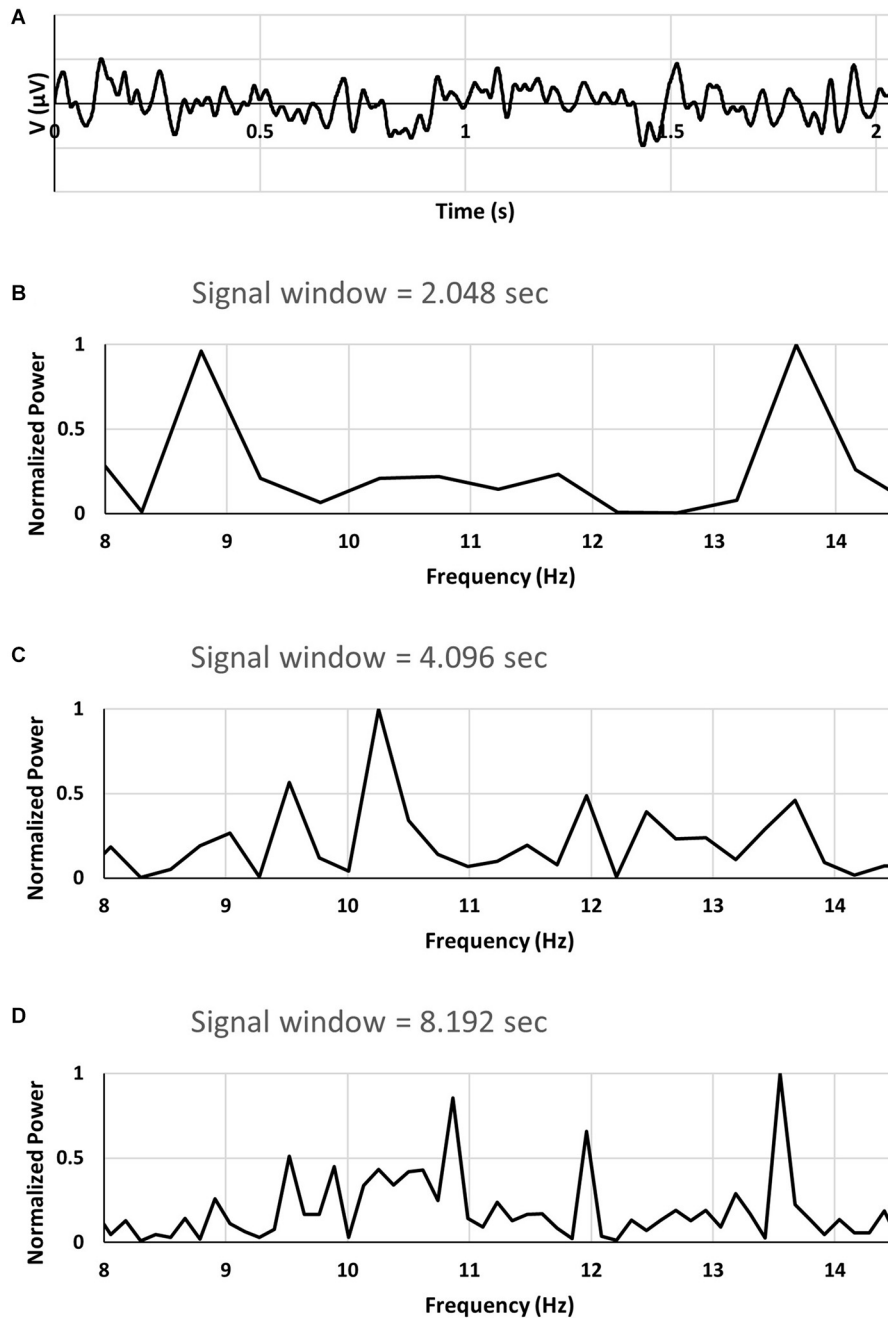 A
V (µV)
0 0.5 1 1.5 2
Time (s)
B
Signal window = 2.048 sec
Normalized Power
1
0.5
0
8 9 10 11 12 13 14
Frequency (Hz)
C
Signal window = 4.096 sec
Normalized Power
1
0.5
0
8 9 10 11 12 13 14
Frequency (Hz)
D
Signal window = 8.192 sec
Normalized Power
1
0.5
0
8 9 10 11 12 13 14
Frequency (Hz)